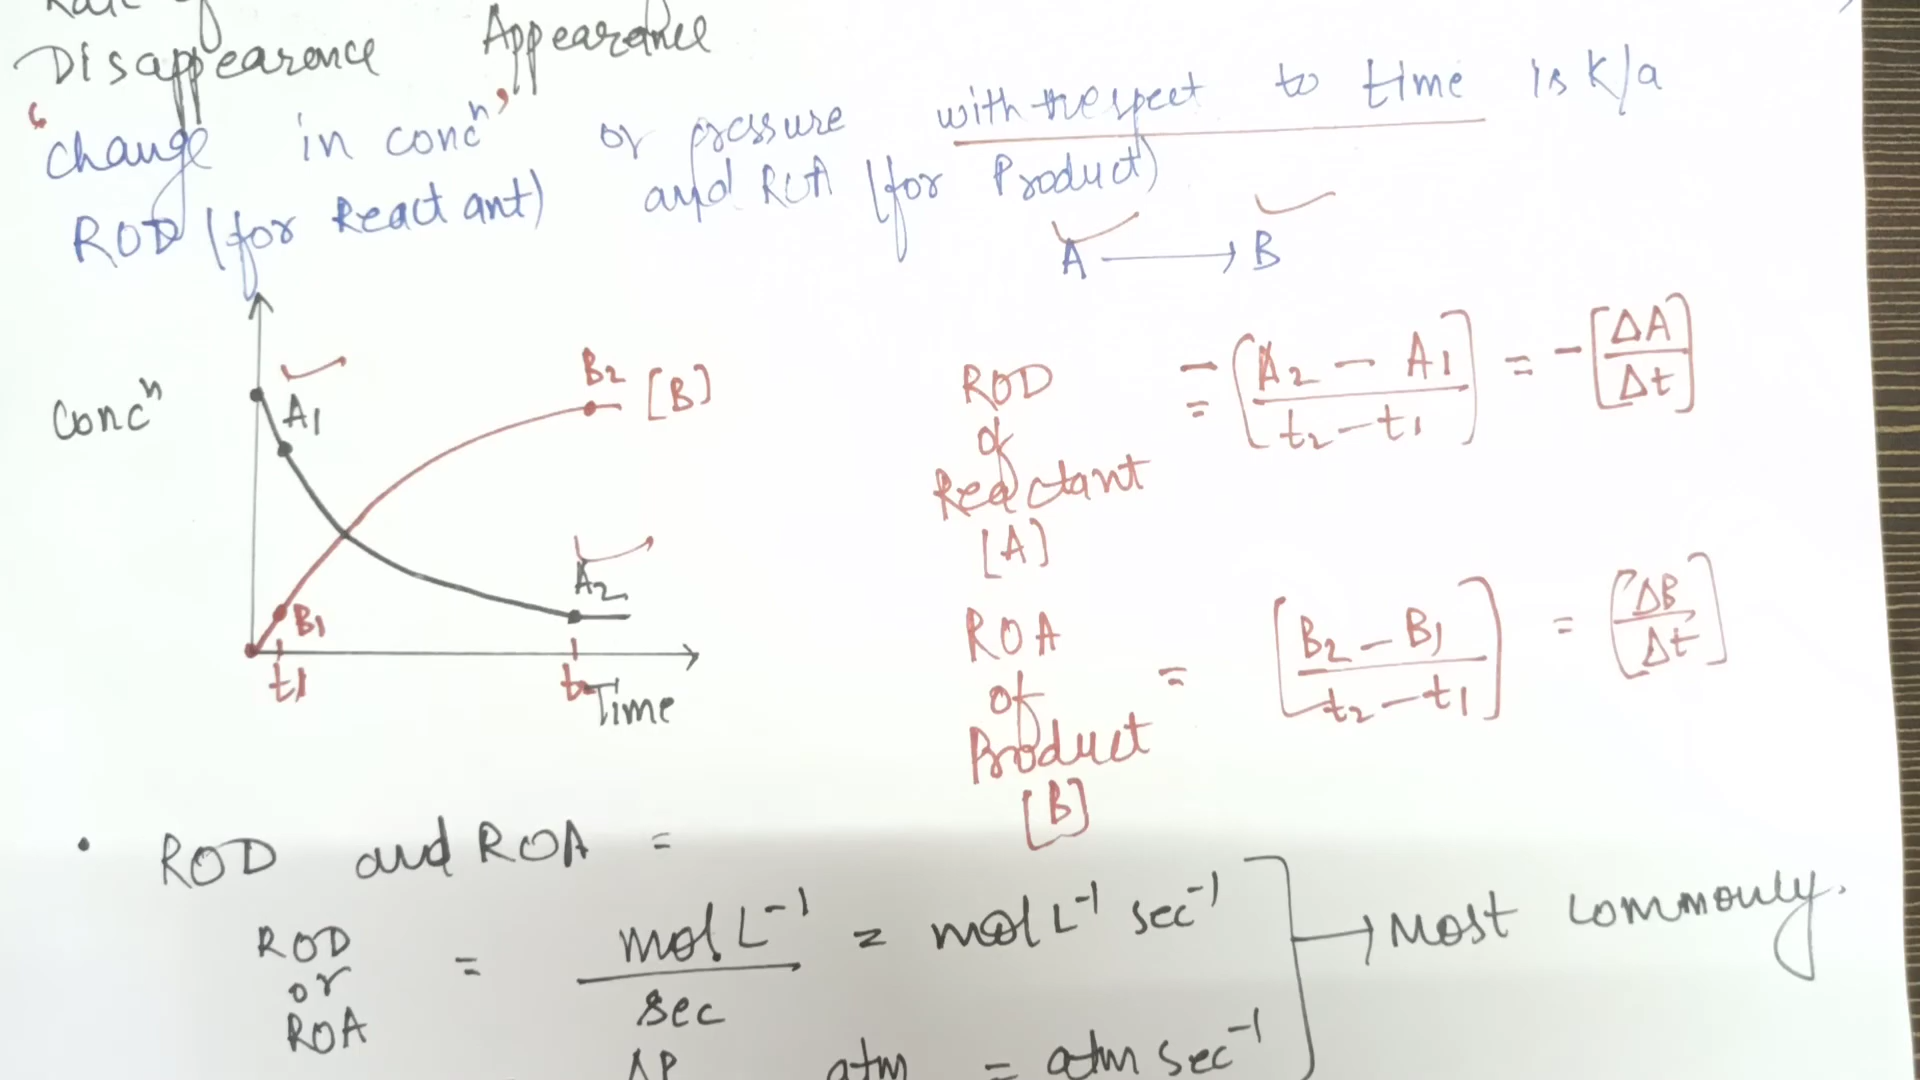 Rate of
Disappearance Appearance
"change in concⁿ" or pressure with respect to time is K/a
ROD (for Reactant) and ROA (for Product)
A → B
Concⁿ
A1
B2 [B]
A2
B1
t1 t2 Time
ROD of Reactant [A] = -[A2 - A1 / t2 - t1] = -[ΔA / Δt]
ROA of Product [B] = [B2 - B1 / t2 - t1] = [ΔB / Δt]
• ROD and ROA =
ROD or ROA = mol L⁻¹ / sec = mol L⁻¹ sec⁻¹ → Most commonly.
ΔP atm = atm sec⁻¹